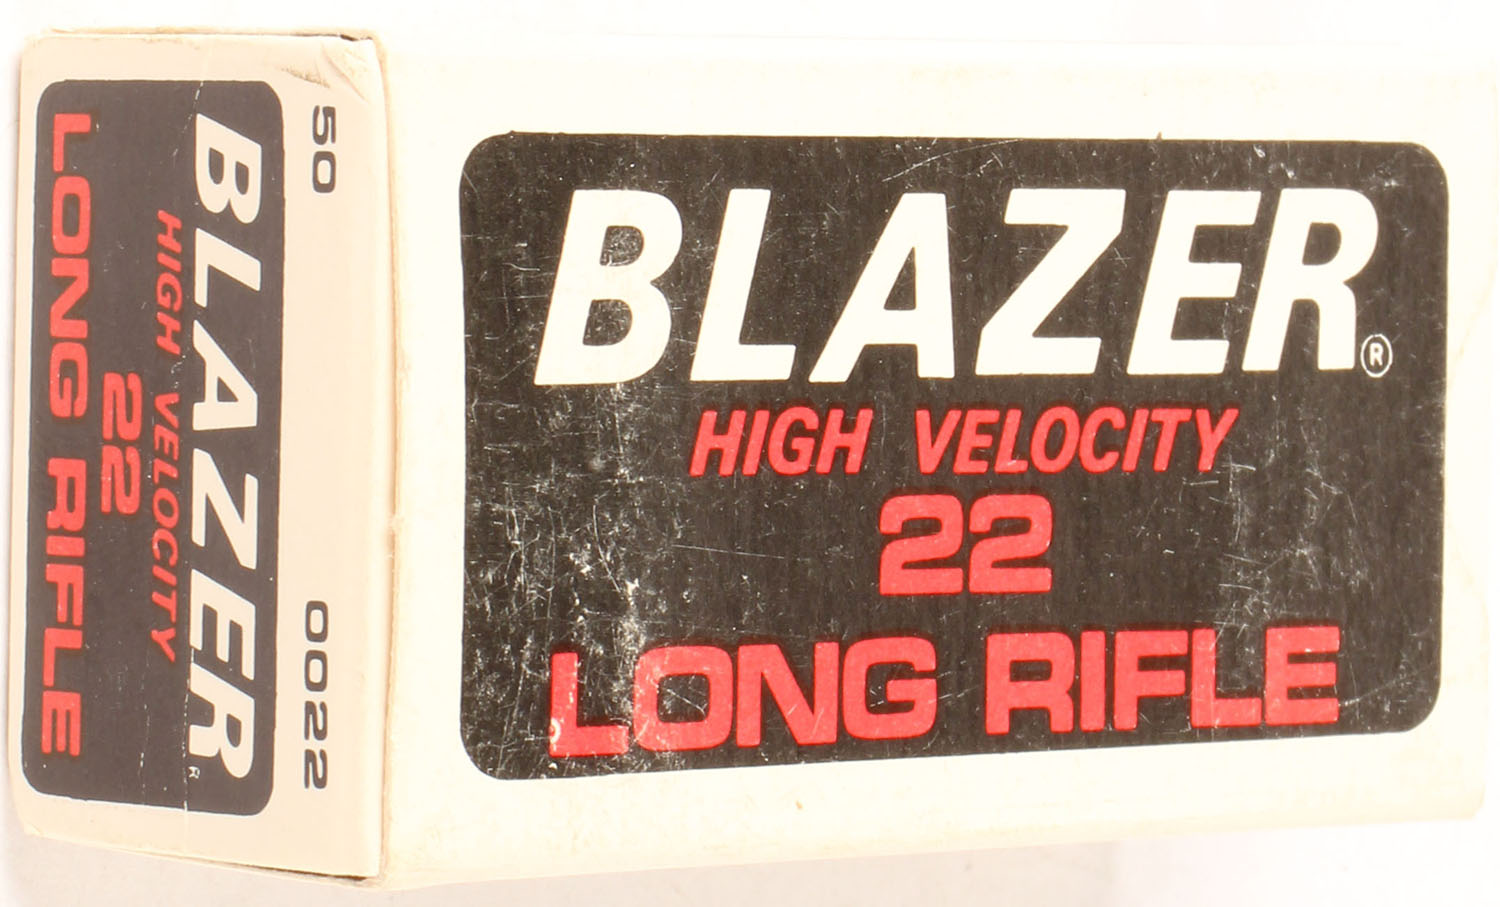 50 0022
BLAZER®
HIGH VELOCITY
22
LONG RIFLE
BLAZER®
HIGH VELOCITY
22
LONG RIFLE